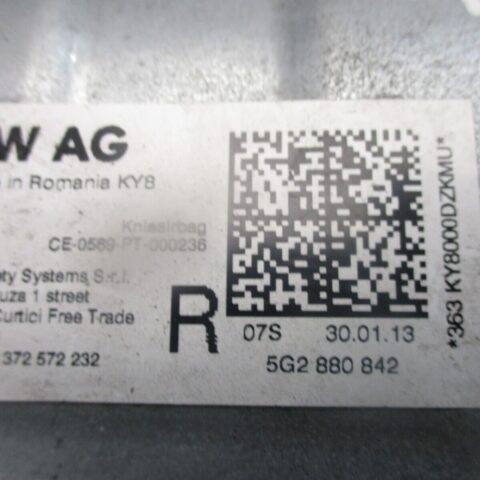 W AG
in Romania KY8
Knieairbag
CE-0589-PT-000236
ety Systems S.r.l.
uza 1 street
Curtici Free Trade
372 572 232
R
07S 30.01.13
5G2 880 842
*363 KY8000DZKMU*